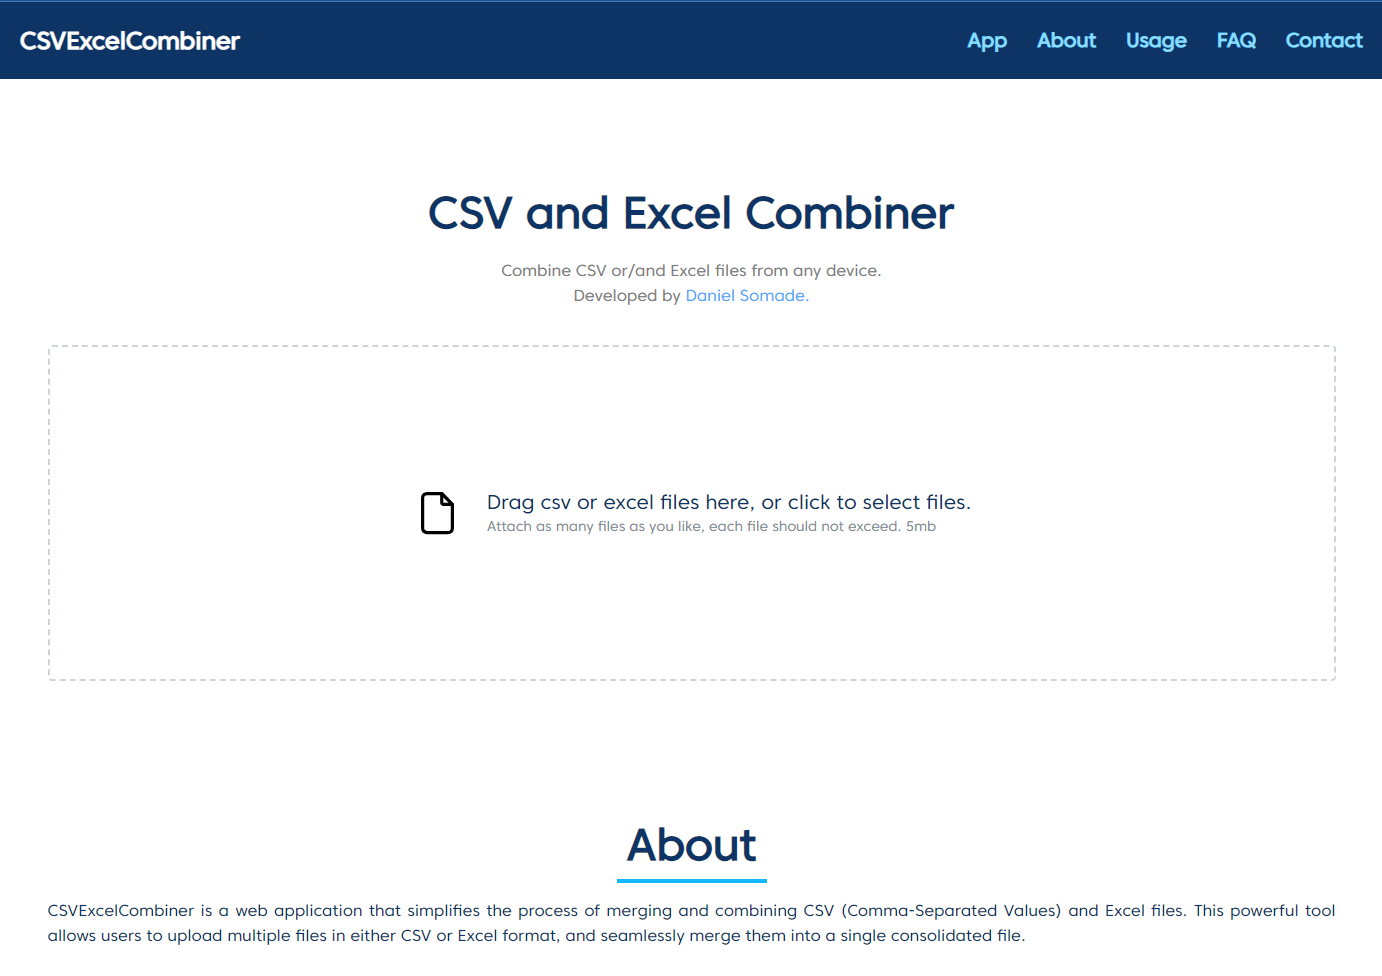 CSVExcelCombiner
App About Usage FAQ Contact
CSV and Excel Combiner
Combine CSV or/and Excel files from any device.
Developed by Daniel Somade.
Drag csv or excel files here, or click to select files.
Attach as many files as you like, each file should not exceed. 5mb
About
CSVExcelCombiner is a web application that simplifies the process of merging and combining CSV (Comma-Separated Values) and Excel files. This powerful tool
allows users to upload multiple files in either CSV or Excel format, and seamlessly merge them into a single consolidated file.